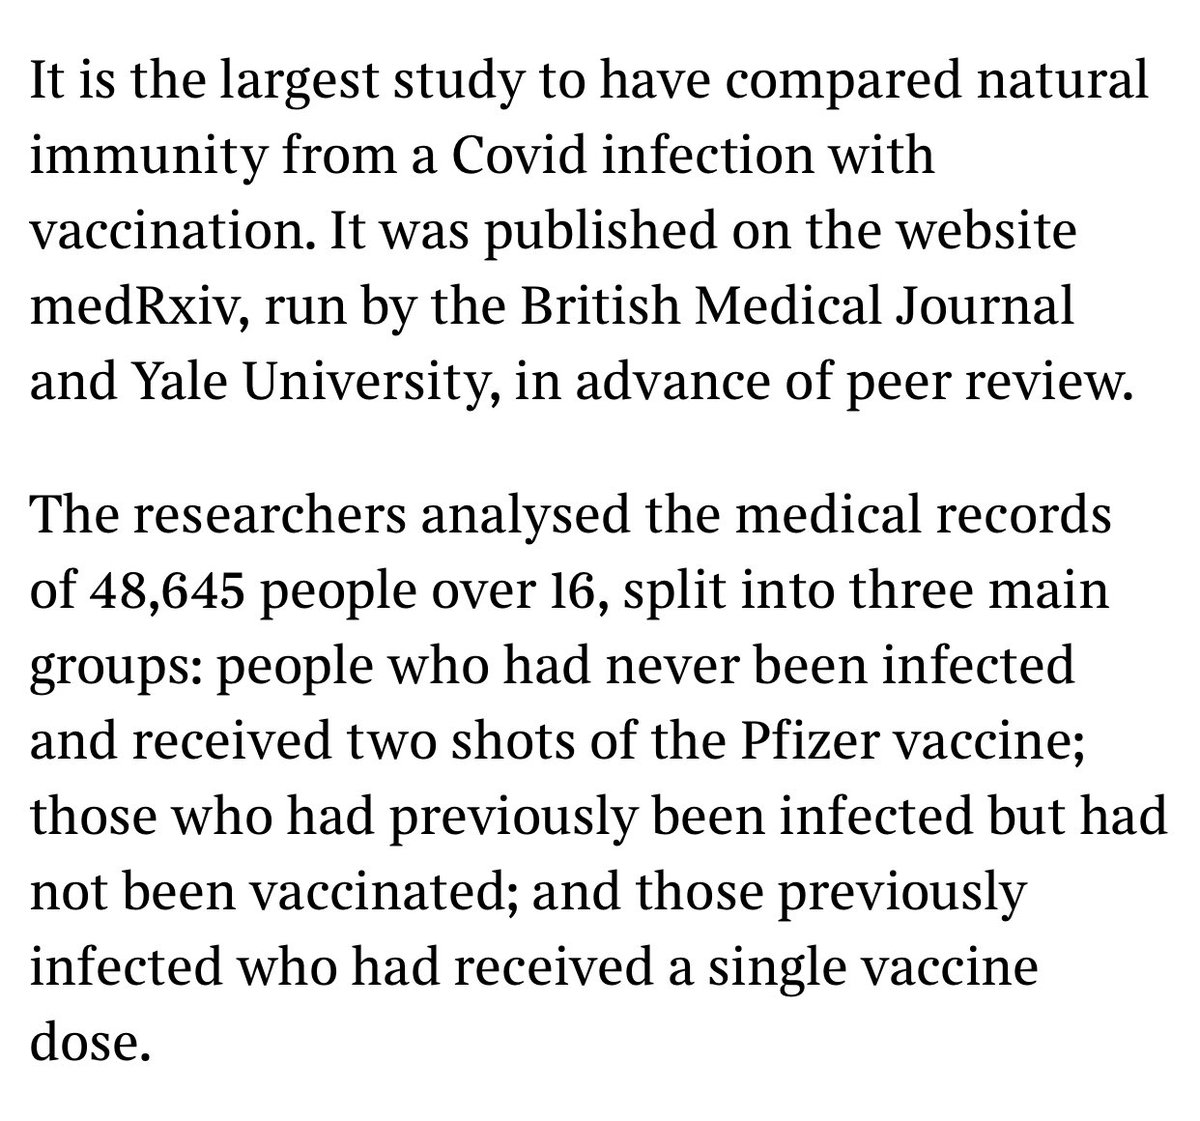 It is the largest study to have compared natural
immunity from a Covid infection with
vaccination. It was published on the website
medRxiv, run by the British Medical Journal
and Yale University, in advance of peer review.
The researchers analysed the medical records
of 48,645 people over 16, split into three main
groups: people who had never been infected
and received two shots of the Pfizer vaccine;
those who had previously been infected but had
not been vaccinated; and those previously
infected who had received a single vaccine
dose.